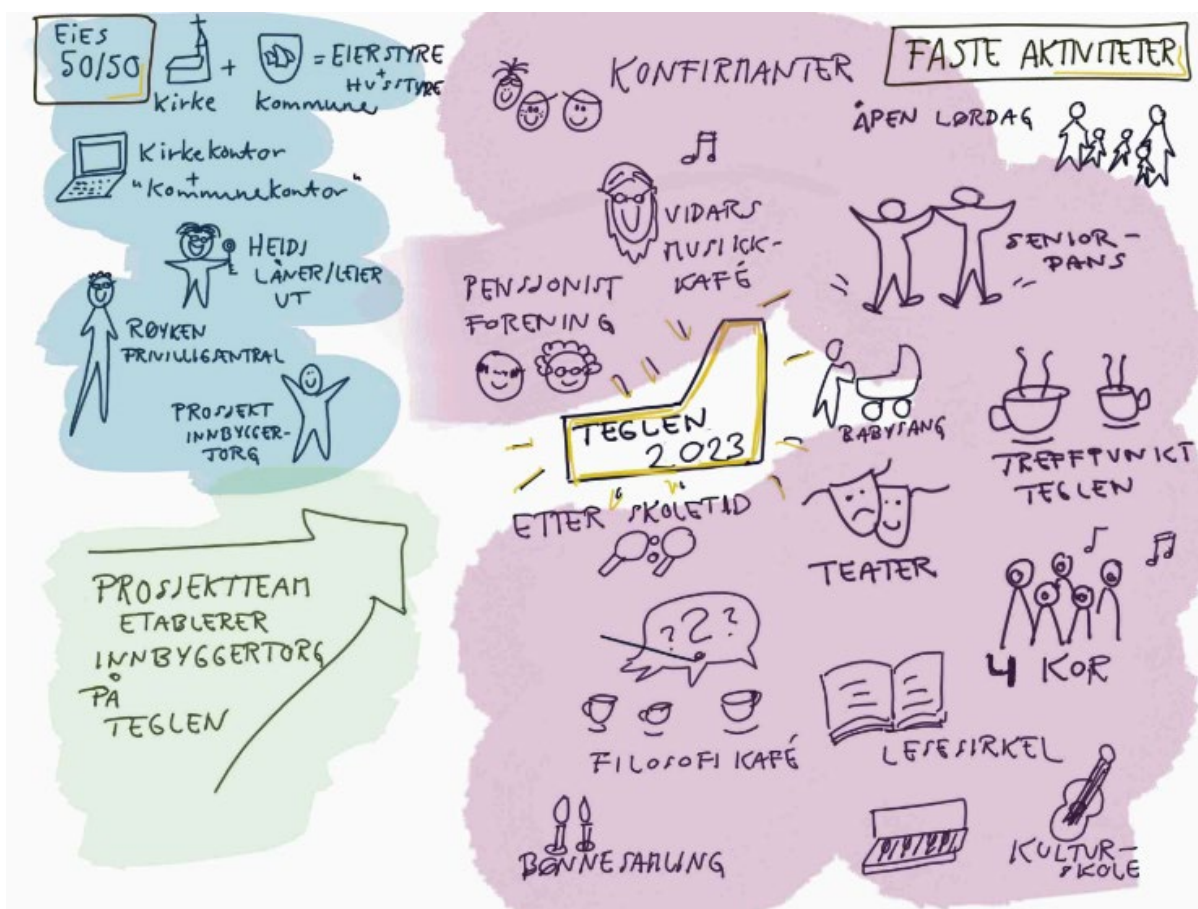 EiES
50/50
+
= EIERSTYRE
+
HUSSTYRE
Kirke
Kommune
Kirkekontor
+
"Kommunekontor"
HEIDI
LÅNER/LEIER
UT
RØYKEN
FRIVILLIGSENTRAL
PROSJEKT
INNBYGGER-
TORG
PROSJEKTTEAM
ETABLERER
INNBYGGERTORG
PÅ
TEGLEN
FASTE AKTIVITETER
KONFIRMANTER
ÅPEN LØRDAG
VIDARS
MUSIKK-
KAFÉ
SENIOR-
DANS
PENSJONIST
FORENING
TEGLEN
2023
BABYSANG
TREFFPUNKT
TEGLEN
ETTER SKOLETID
TEATER
? ? ?
4 KOR
FILOSOFI KAFÉ
LESESIRKEL
BØNNESAMLING
KULTUR-
SKOLE